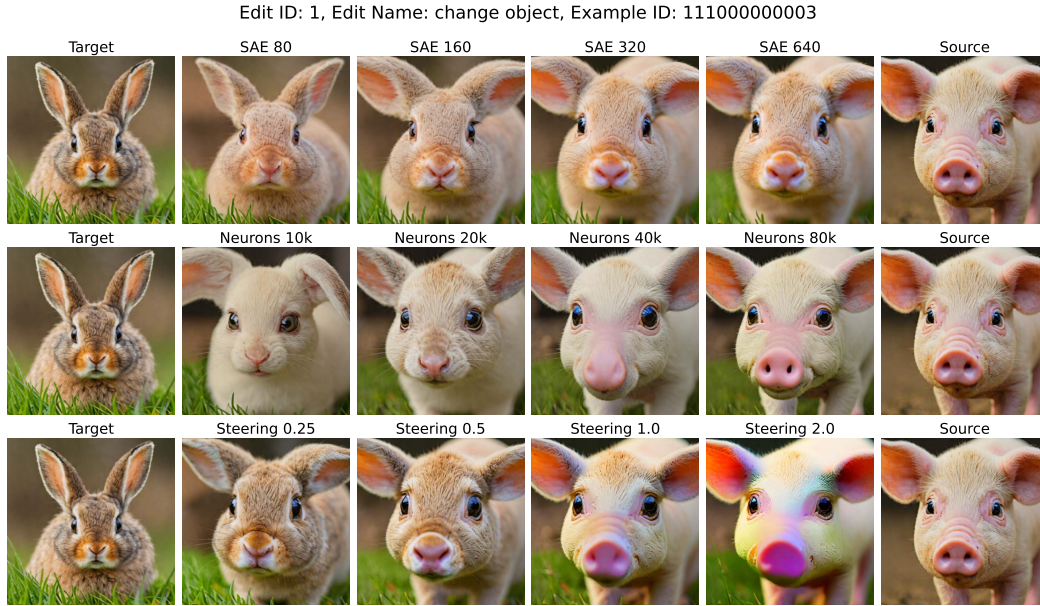 Edit ID: 1, Edit Name: change object, Example ID: 111000000003
Target SAE 80 SAE 160 SAE 320 SAE 640 Source
Target Neurons 10k Neurons 20k Neurons 40k Neurons 80k Source
Target Steering 0.25 Steering 0.5 Steering 1.0 Steering 2.0 Source